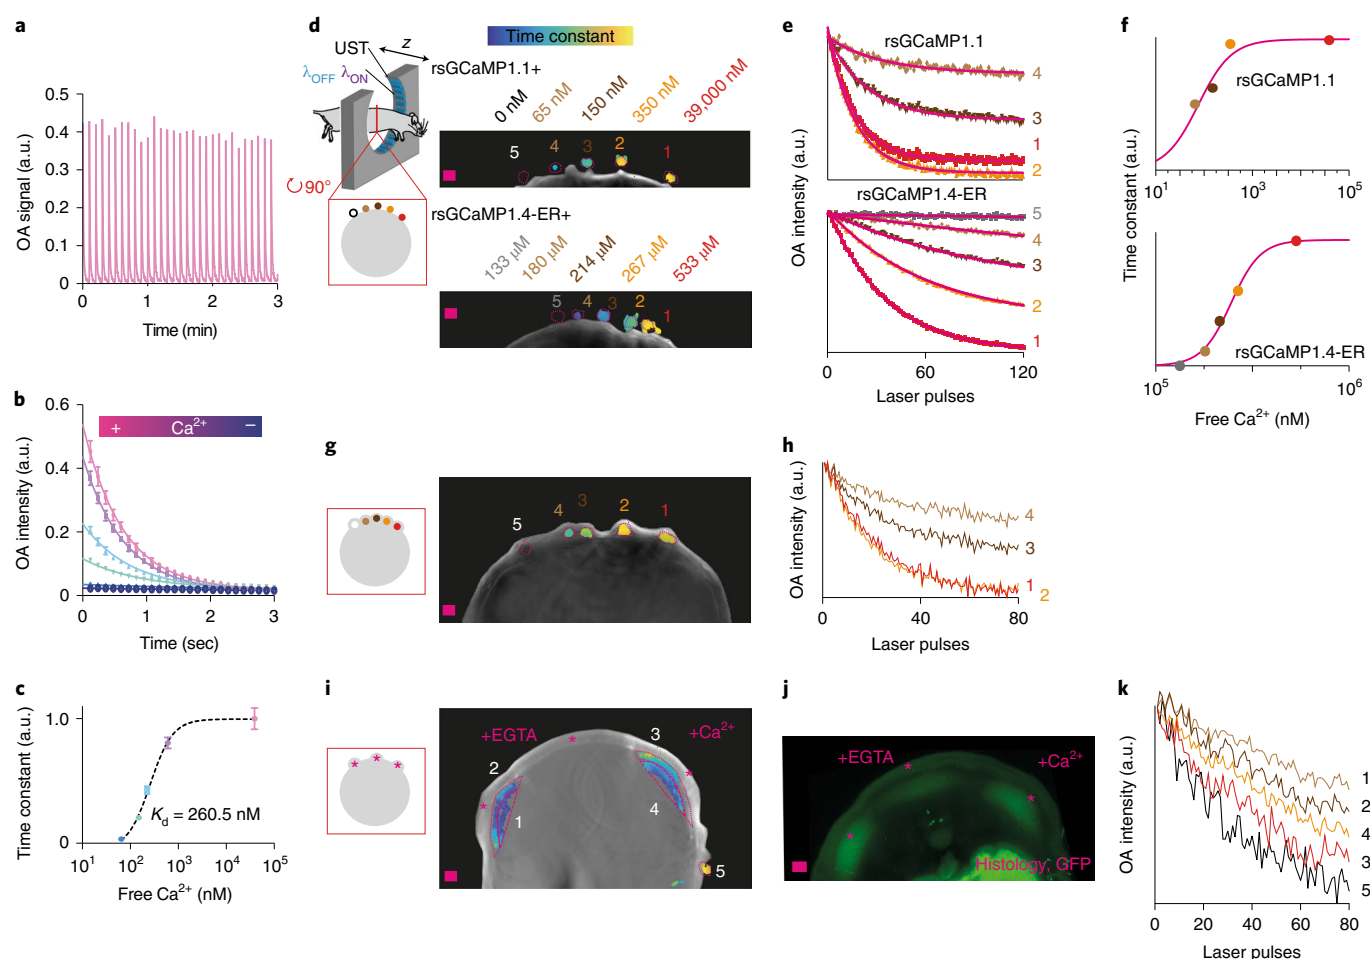 a
OA signal (a.u.)
0.5
0.4
0.3
0.2
0.1
0
0
1
2
3
Time (min)
d
UST
z
λOFF
λON
90°
Time constant
rsGCaMP1.1+
0 nM
65 nM
150 nM
350 nM
39,000 nM
5
4
3
2
1
rsGCaMP1.4-ER+
133 µM
180 µM
214 µM
267 µM
533 µM
5
4
3
2
1
e
OA intensity (a.u.)
rsGCaMP1.1
4
3
1
2
rsGCaMP1.4-ER
5
4
3
2
1
0
60
120
Laser pulses
f
Time constant (a.u.)
rsGCaMP1.1
10¹
10³
10⁵
rsGCaMP1.4-ER
10⁵
10⁶
Free Ca²⁺ (nM)
b
OA intensity (a.u.)
0.6
0.4
0.2
0
+
Ca²⁺
−
0
1
2
3
Time (sec)
g
5
4
3
2
1
h
OA intensity (a.u.)
4
3
1
2
0
40
80
Laser pulses
c
Time constant (a.u.)
1.0
0.5
0
Kd = 260.5 nM
10¹
10²
10³
10⁴
10⁵
Free Ca²⁺ (nM)
i
* * *
+EGTA
*
3
+Ca²⁺
2
*
*
4
1
5
j
+EGTA
*
+Ca²⁺
*
*
Histology, GFP
k
OA intensity (a.u.)
1
2
4
3
5
0
20
40
60
80
Laser pulses